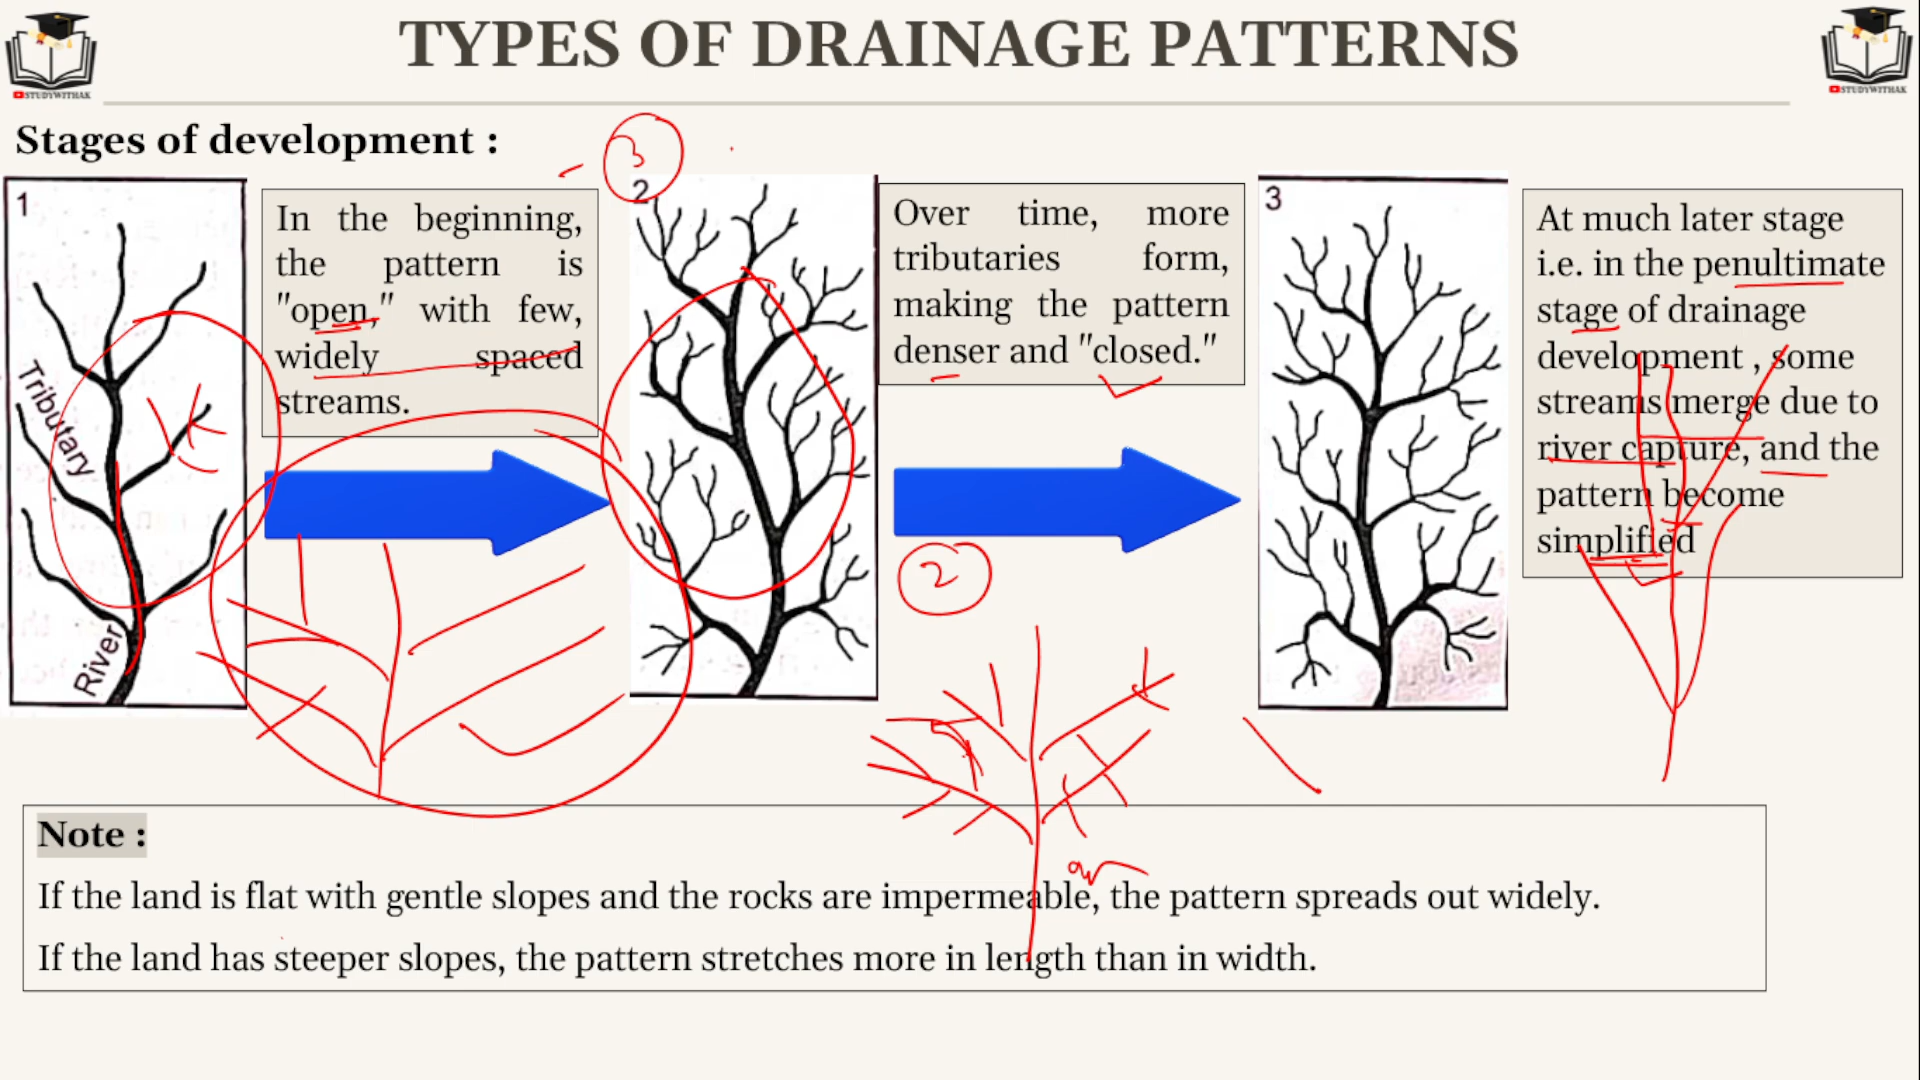 TYPES OF DRAINAGE PATTERNS
STUDYWITHAK
STUDYWITHAK
Stages of development :
1
Tributary
River
In the beginning,
the pattern is
"open," with few,
widely spaced
streams.
3
2
Over time, more
tributaries form,
making the pattern
denser and "closed."
2
3
At much later stage
i.e. in the penultimate
stage of drainage
development , some
streams merge due to
river capture, and the
pattern become
simplified
Note :
If the land is flat with gentle slopes and the rocks are impermeable, the pattern spreads out widely.
If the land has steeper slopes, the pattern stretches more in length than in width.